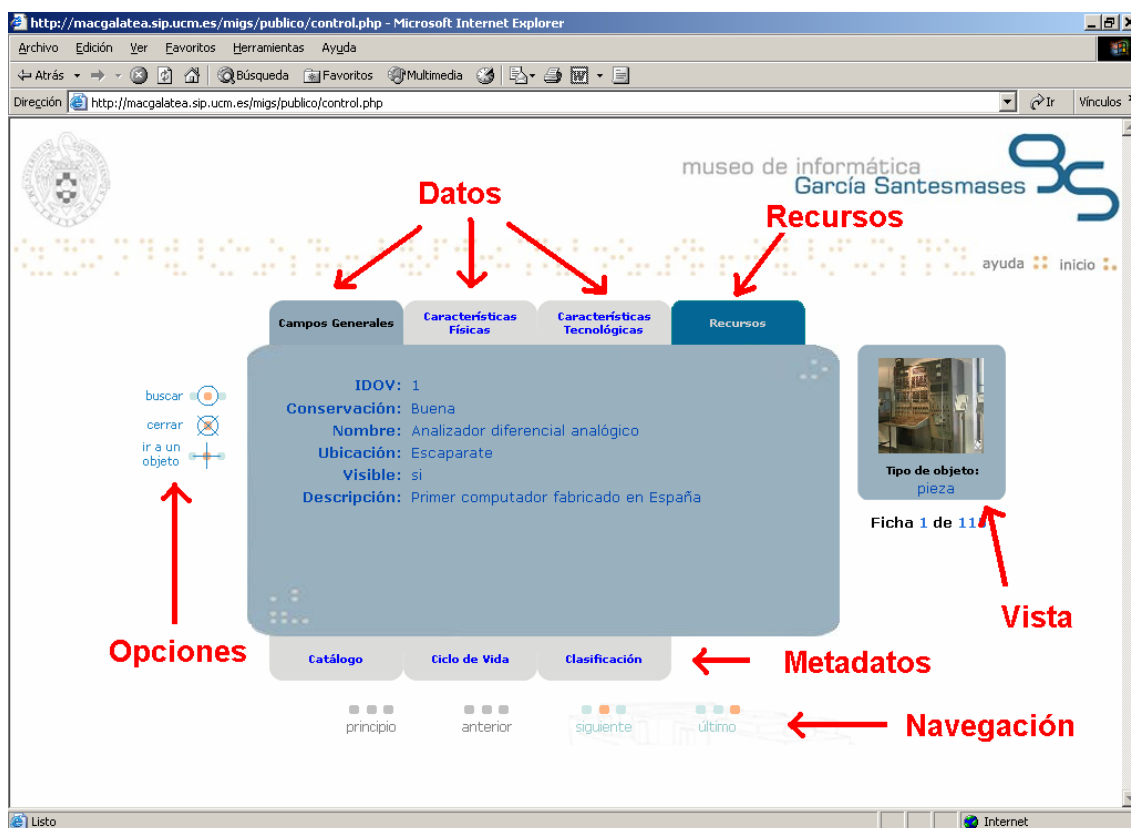 http://macgalatea.sip.ucm.es/migs/publico/control.php - Microsoft Internet Explorer
Archivo Edición Ver Favoritos Herramientas Ayuda
Atrás Búsqueda Favoritos Multimedia
Dirección http://macgalatea.sip.ucm.es/migs/publico/control.php Ir Vínculos
museo de informática
García Santesmases
Datos
Recursos
ayuda inicio
Campos Generales
Características
Físicas
Características
Tecnológicas
Recursos
buscar
cerrar
ir a un
objeto
IDOV: 1
Conservación: Buena
Nombre: Analizador diferencial analógico
Ubicación: Escaparate
Visible: si
Descripción: Primer computador fabricado en España
Tipo de objeto:
pieza
Ficha 1 de 11
Vista
Opciones
Catálogo Ciclo de Vida Clasificación
Metadatos
principio anterior siguiente último
Navegación
Listo Internet